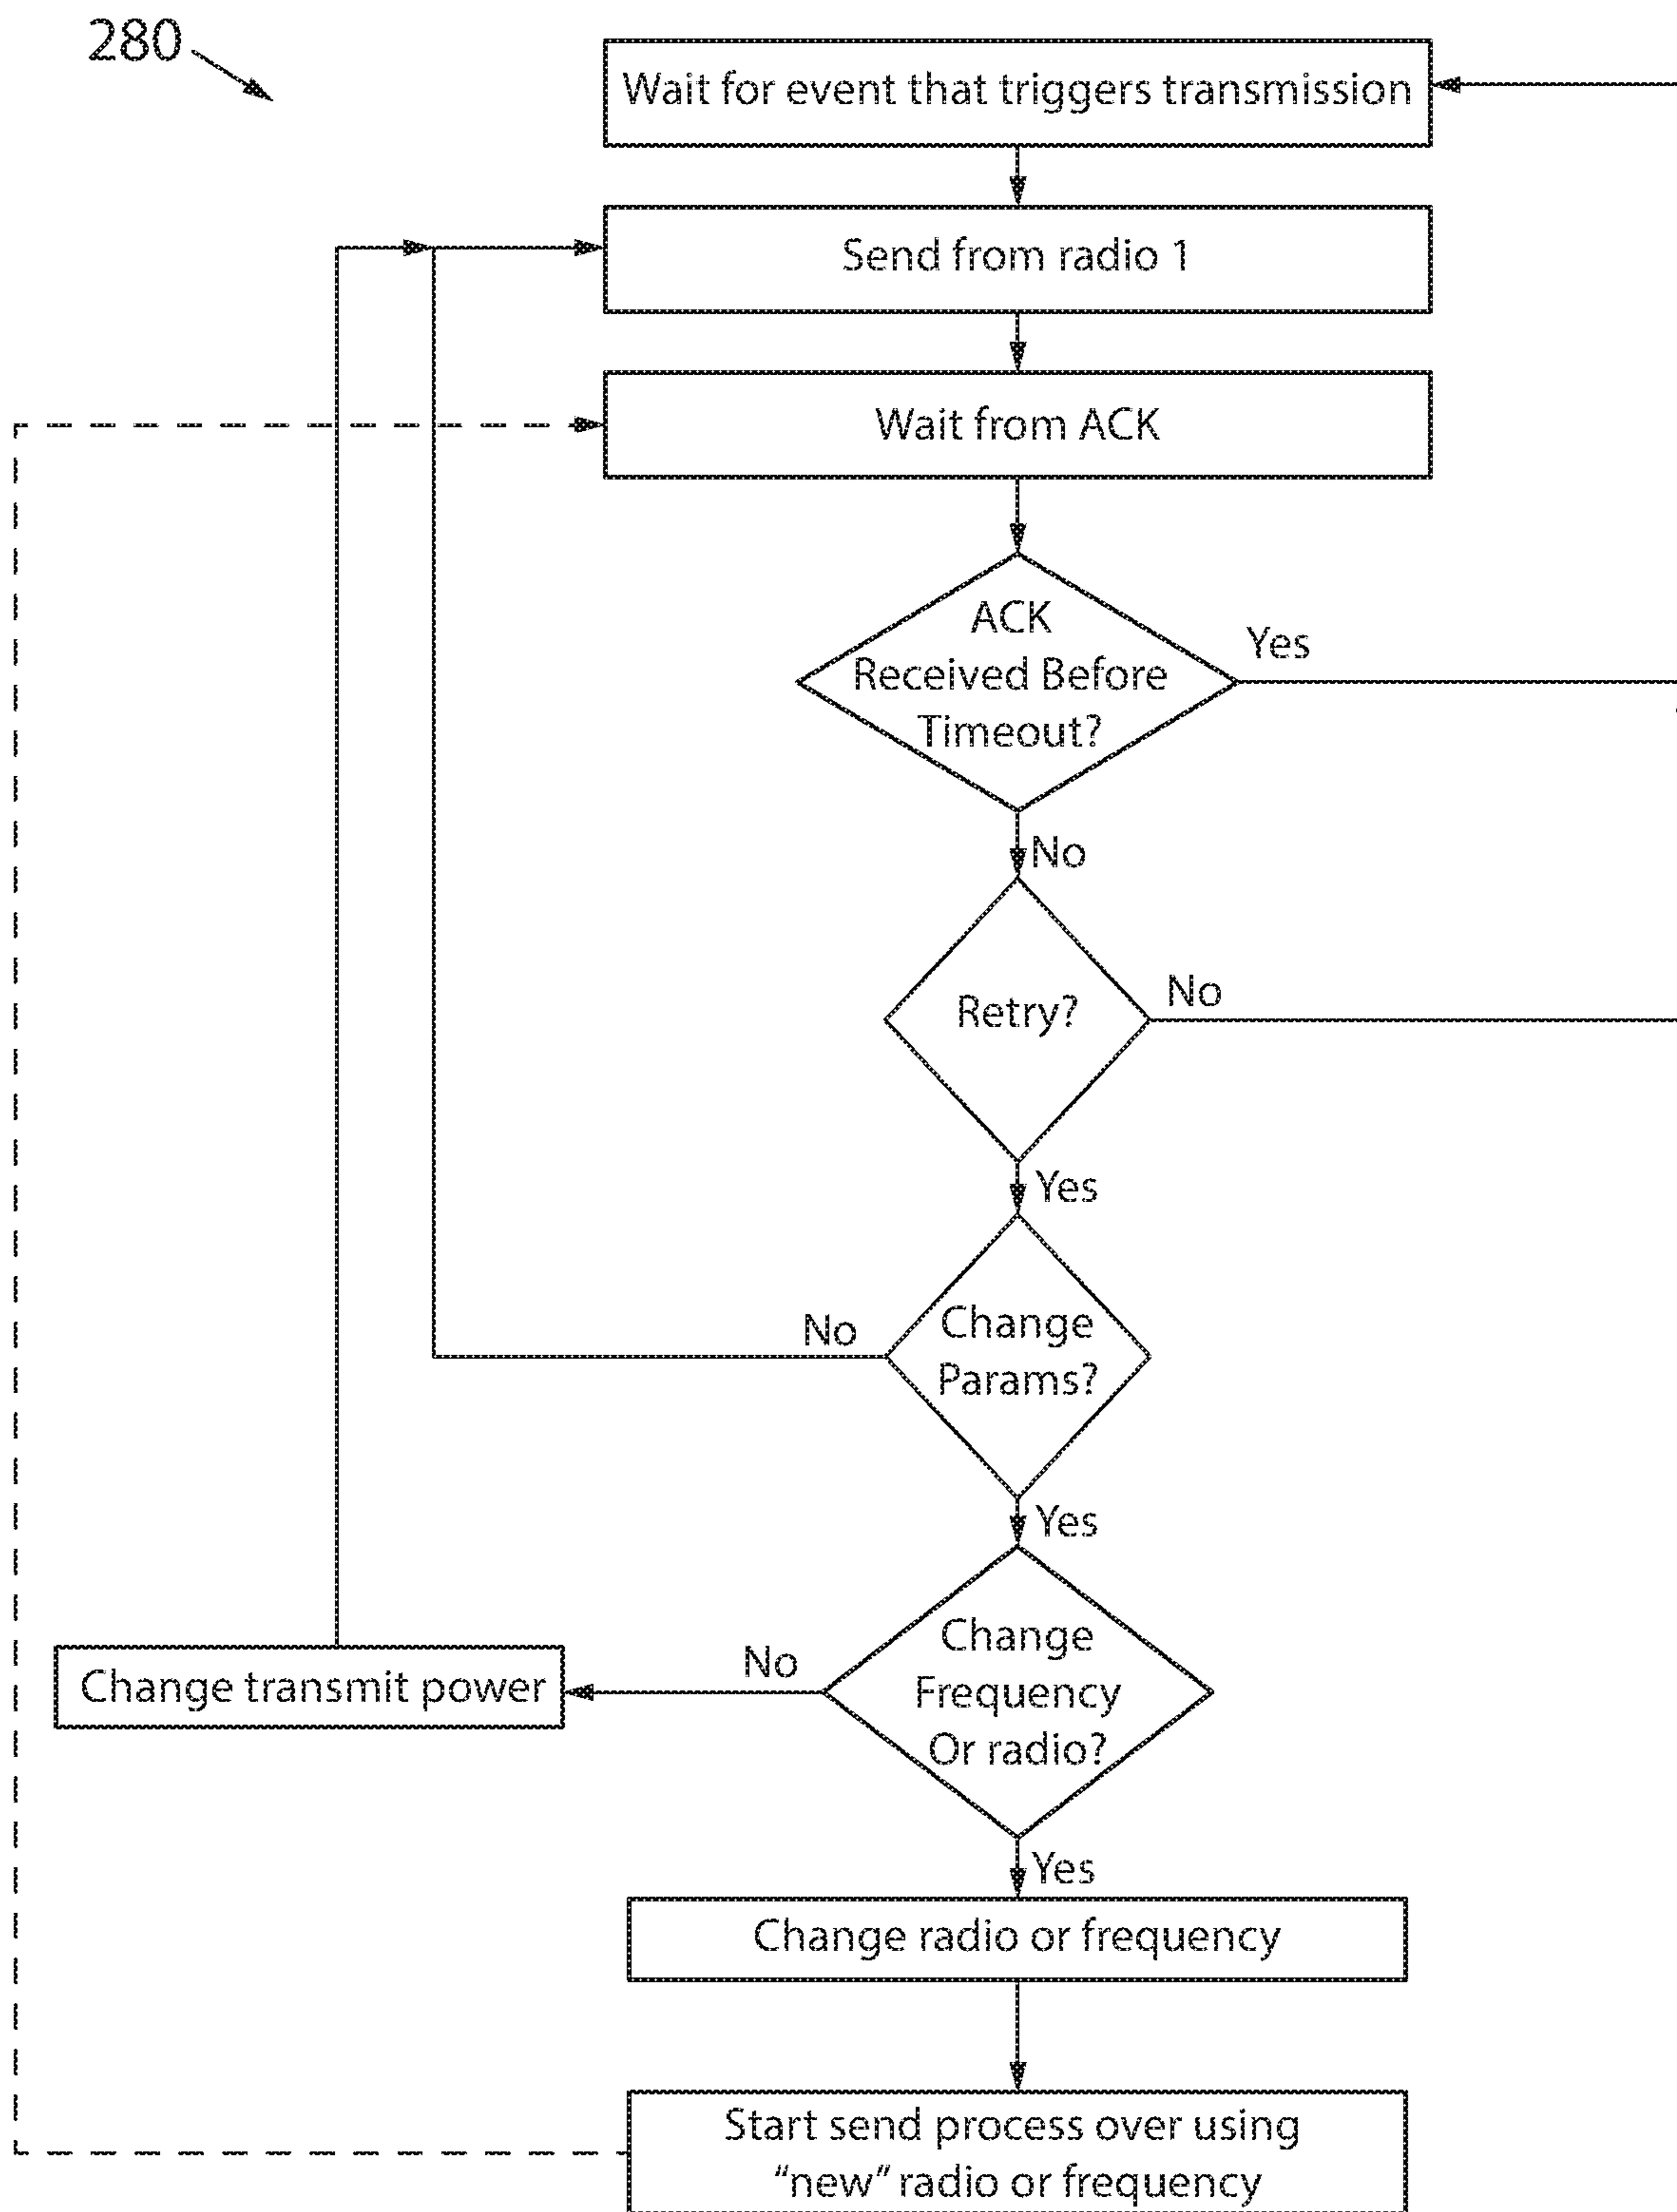 280
Wait for event that triggers transmission
Send from radio 1
Wait from ACK
ACK
Received Before
Timeout?
Yes
No
Retry?
No
Yes
Change
Params?
No
Yes
Change
Frequency
Or radio?
No
Change transmit power
Yes
Change radio or frequency
Start send process over using
“new” radio or frequency